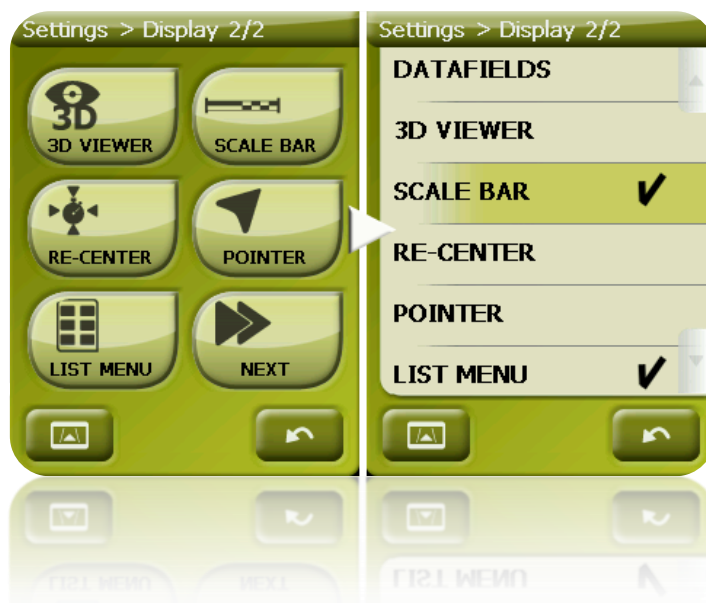 Settings > Display 2/2
3D
3D VIEWER
SCALE BAR
RE-CENTER
POINTER
LIST MENU
NEXT
Settings > Display 2/2
DATAFIELDS
3D VIEWER
SCALE BAR
RE-CENTER
POINTER
LIST MENU